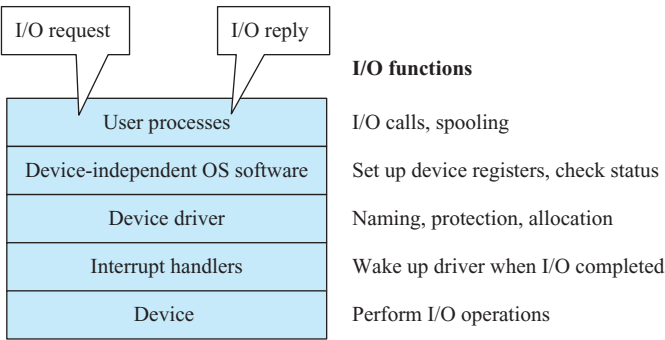 I/O request
I/O reply
I/O functions
User processes
I/O calls, spooling
Device-independent OS software
Set up device registers, check status
Device driver
Naming, protection, allocation
Interrupt handlers
Wake up driver when I/O completed
Device
Perform I/O operations